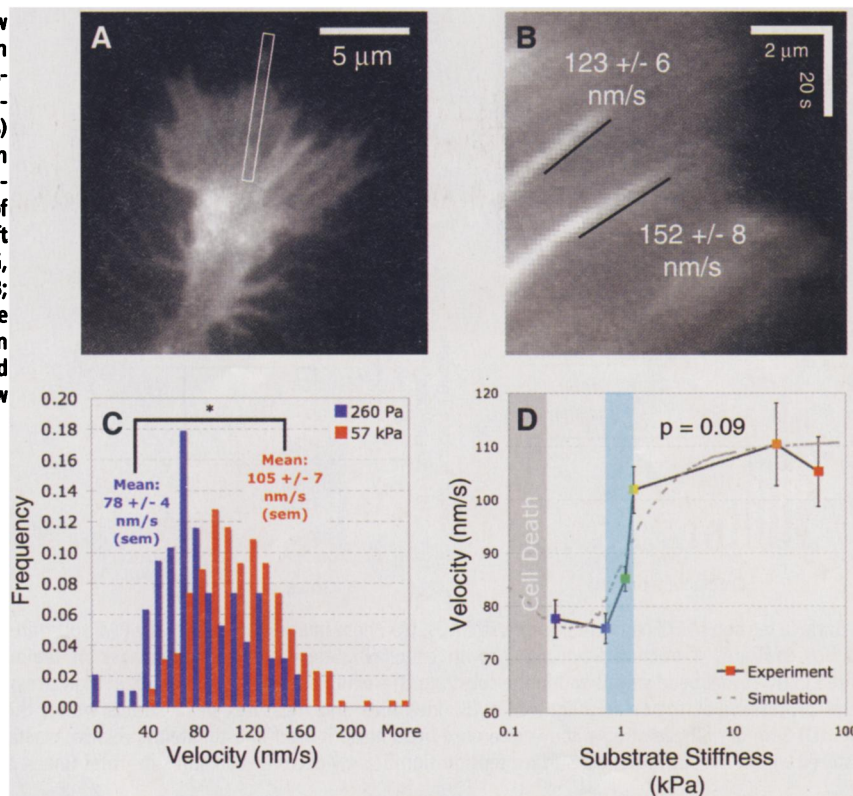 A
5 μm
B
2 μm
20 s
123 +/- 6
nm/s
152 +/- 8
nm/s
C
*
260 Pa
57 kPa
Mean:
78 +/- 4
nm/s
(sem)
Mean:
105 +/- 7
nm/s
(sem)
0.20
0.18
0.16
0.14
0.12
0.10
0.08
0.06
0.04
0.02
0.00
Frequency
0 40 80 120 160 200 More
Velocity (nm/s)
D
p = 0.09
Cell Death
120
110
100
90
80
70
60
Velocity (nm/s)
Experiment
Simulation
0.1 1 10 100
Substrate Stiffness
(kPa)